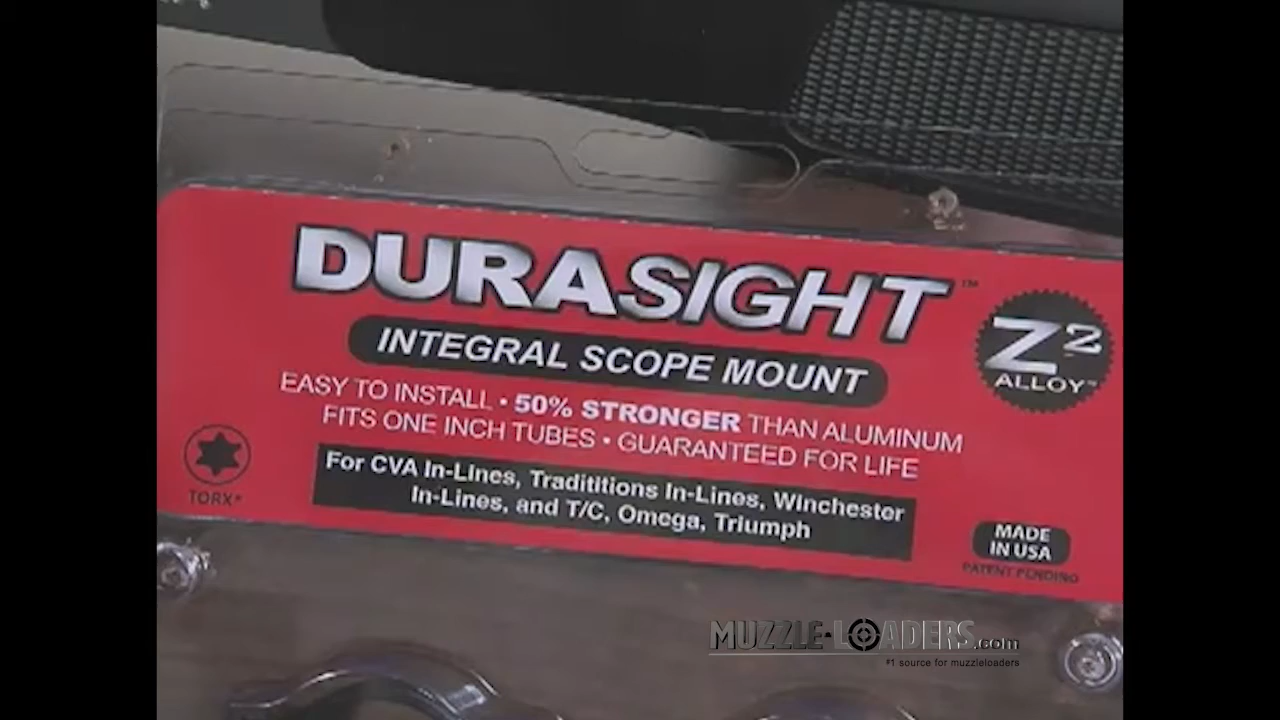 DURASIGHT™
Z2
ALLOY™
INTEGRAL SCOPE MOUNT
EASY TO INSTALL • 50% STRONGER THAN ALUMINUM
FITS ONE INCH TUBES • GUARANTEED FOR LIFE
For CVA In-Lines, Tradititions In-Lines, Winchester
In-Lines, and T/C, Omega, Triumph
TORX®
MADE
IN USA
PATENT PENDING
MUZZLE-LOADERS.com
#1 source for muzzleloaders